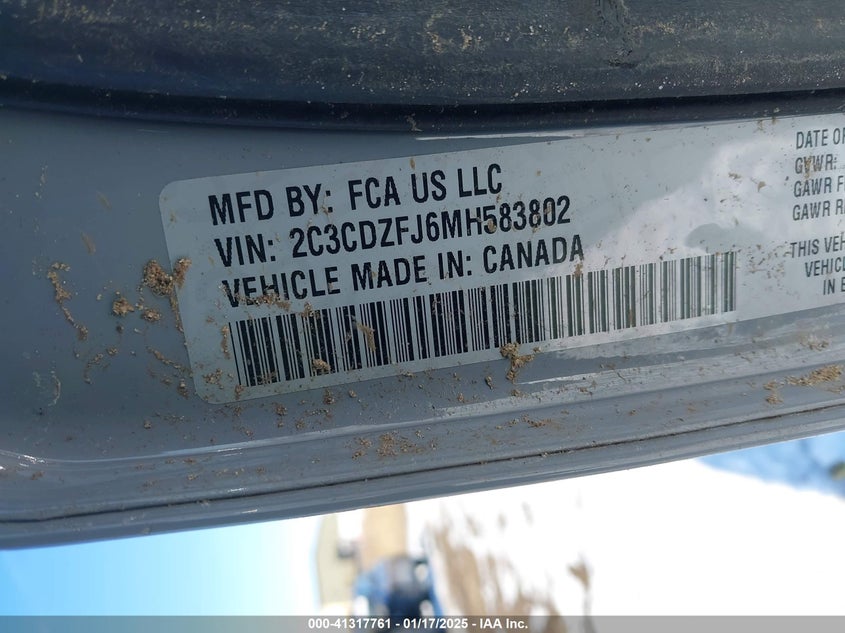 MFD BY: FCA US LLC
VIN: 2C3CDZFJ6MH583802
VEHICLE MADE IN: CANADA
DATE OF
GVWR:
GAWR F
GAWR R
THIS VEH
VEHICL
IN E
000-41317761 - 01/17/2025 - IAA Inc.